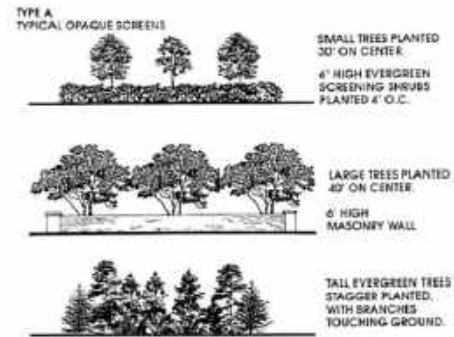 TYPE A
TYPICAL OPAQUE SCREENS
SMALL TREES PLANTED
30' ON CENTER
6' HIGH EVERGREEN
SCREENING SHRUBS
PLANTED 4' O.C.
LARGE TREES PLANTED
40' ON CENTER.
6' HIGH
MASONRY WALL
TALL EVERGREEN TREES
STAGGER PLANTED,
WITH BRANCHES
TOUCHING GROUND.